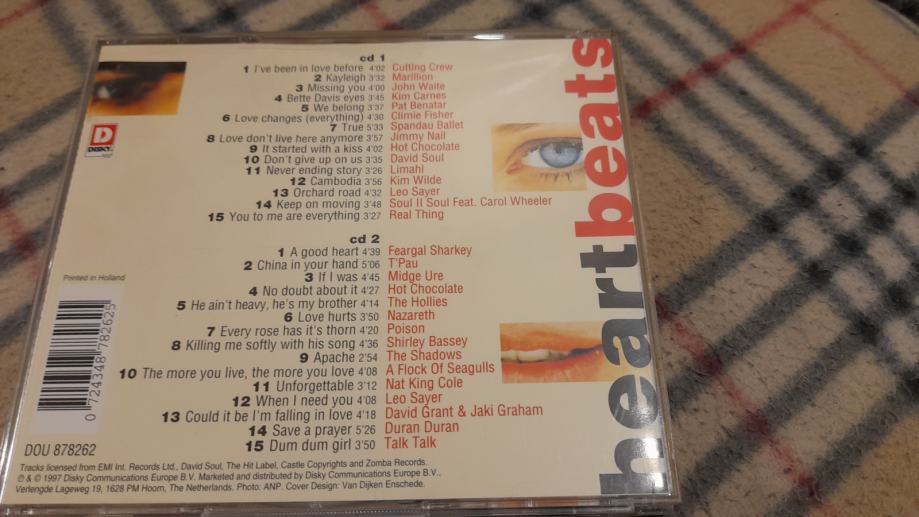 cd 1
1 I've been in love before 4'02 Cutting Crew
2 Kayleigh 3'32 Marillion
3 Missing you 4'00 John Waite
4 Bette Davis eyes 3'45 Kim Carnes
5 We belong 3'37 Pat Benatar
6 Love changes (everything) 4'30 Climie Fisher
7 True 5'33 Spandau Ballet
8 Love don't live here anymore 3'57 Jimmy Nail
9 It started with a kiss 4'02 Hot Chocolate
10 Don't give up on us 3'35 David Soul
11 Never ending story 3'26 Limahl
12 Cambodia 3'56 Kim Wilde
13 Orchard road 4'32 Leo Sayer
14 Keep on moving 3'48 Soul II Soul Feat. Carol Wheeler
15 You to me are everything 3'27 Real Thing
cd 2
1 A good heart 4'39 Feargal Sharkey
2 China in your hand 5'06 T'Pau
3 If I was 4'45 Midge Ure
4 No doubt about it 4'27 Hot Chocolate
5 He ain't heavy, he's my brother 4'14 The Hollies
6 Love hurts 3'50 Nazareth
7 Every rose has it's thorn 4'20 Poison
8 Killing me softly with his song 4'36 Shirley Bassey
9 Apache 2'54 The Shadows
10 The more you live, the more you love 4'08 A Flock Of Seagulls
11 Unforgettable 3'12 Nat King Cole
12 When I need you 4'08 Leo Sayer
13 Could it be I'm falling in love 4'18 David Grant & Jaki Graham
14 Save a prayer 5'26 Duran Duran
15 Dum dum girl 3'50 Talk Talk
heartbeats
D
DISKY
Printed in Holland
0 724348 782625
DOU 878262
Tracks licensed from EMI Int. Records Ltd., David Soul, The Hit Label, Castle Copyrights and Zomba Records.
℗ & © 1997 Disky Communications Europe B.V. Marketed and distributed by Disky Communications Europe B.V.,
Verlengde Lageweg 19, 1628 PM Hoorn, The Netherlands. Photo: ANP. Cover Design: Van Dijken Enschede.